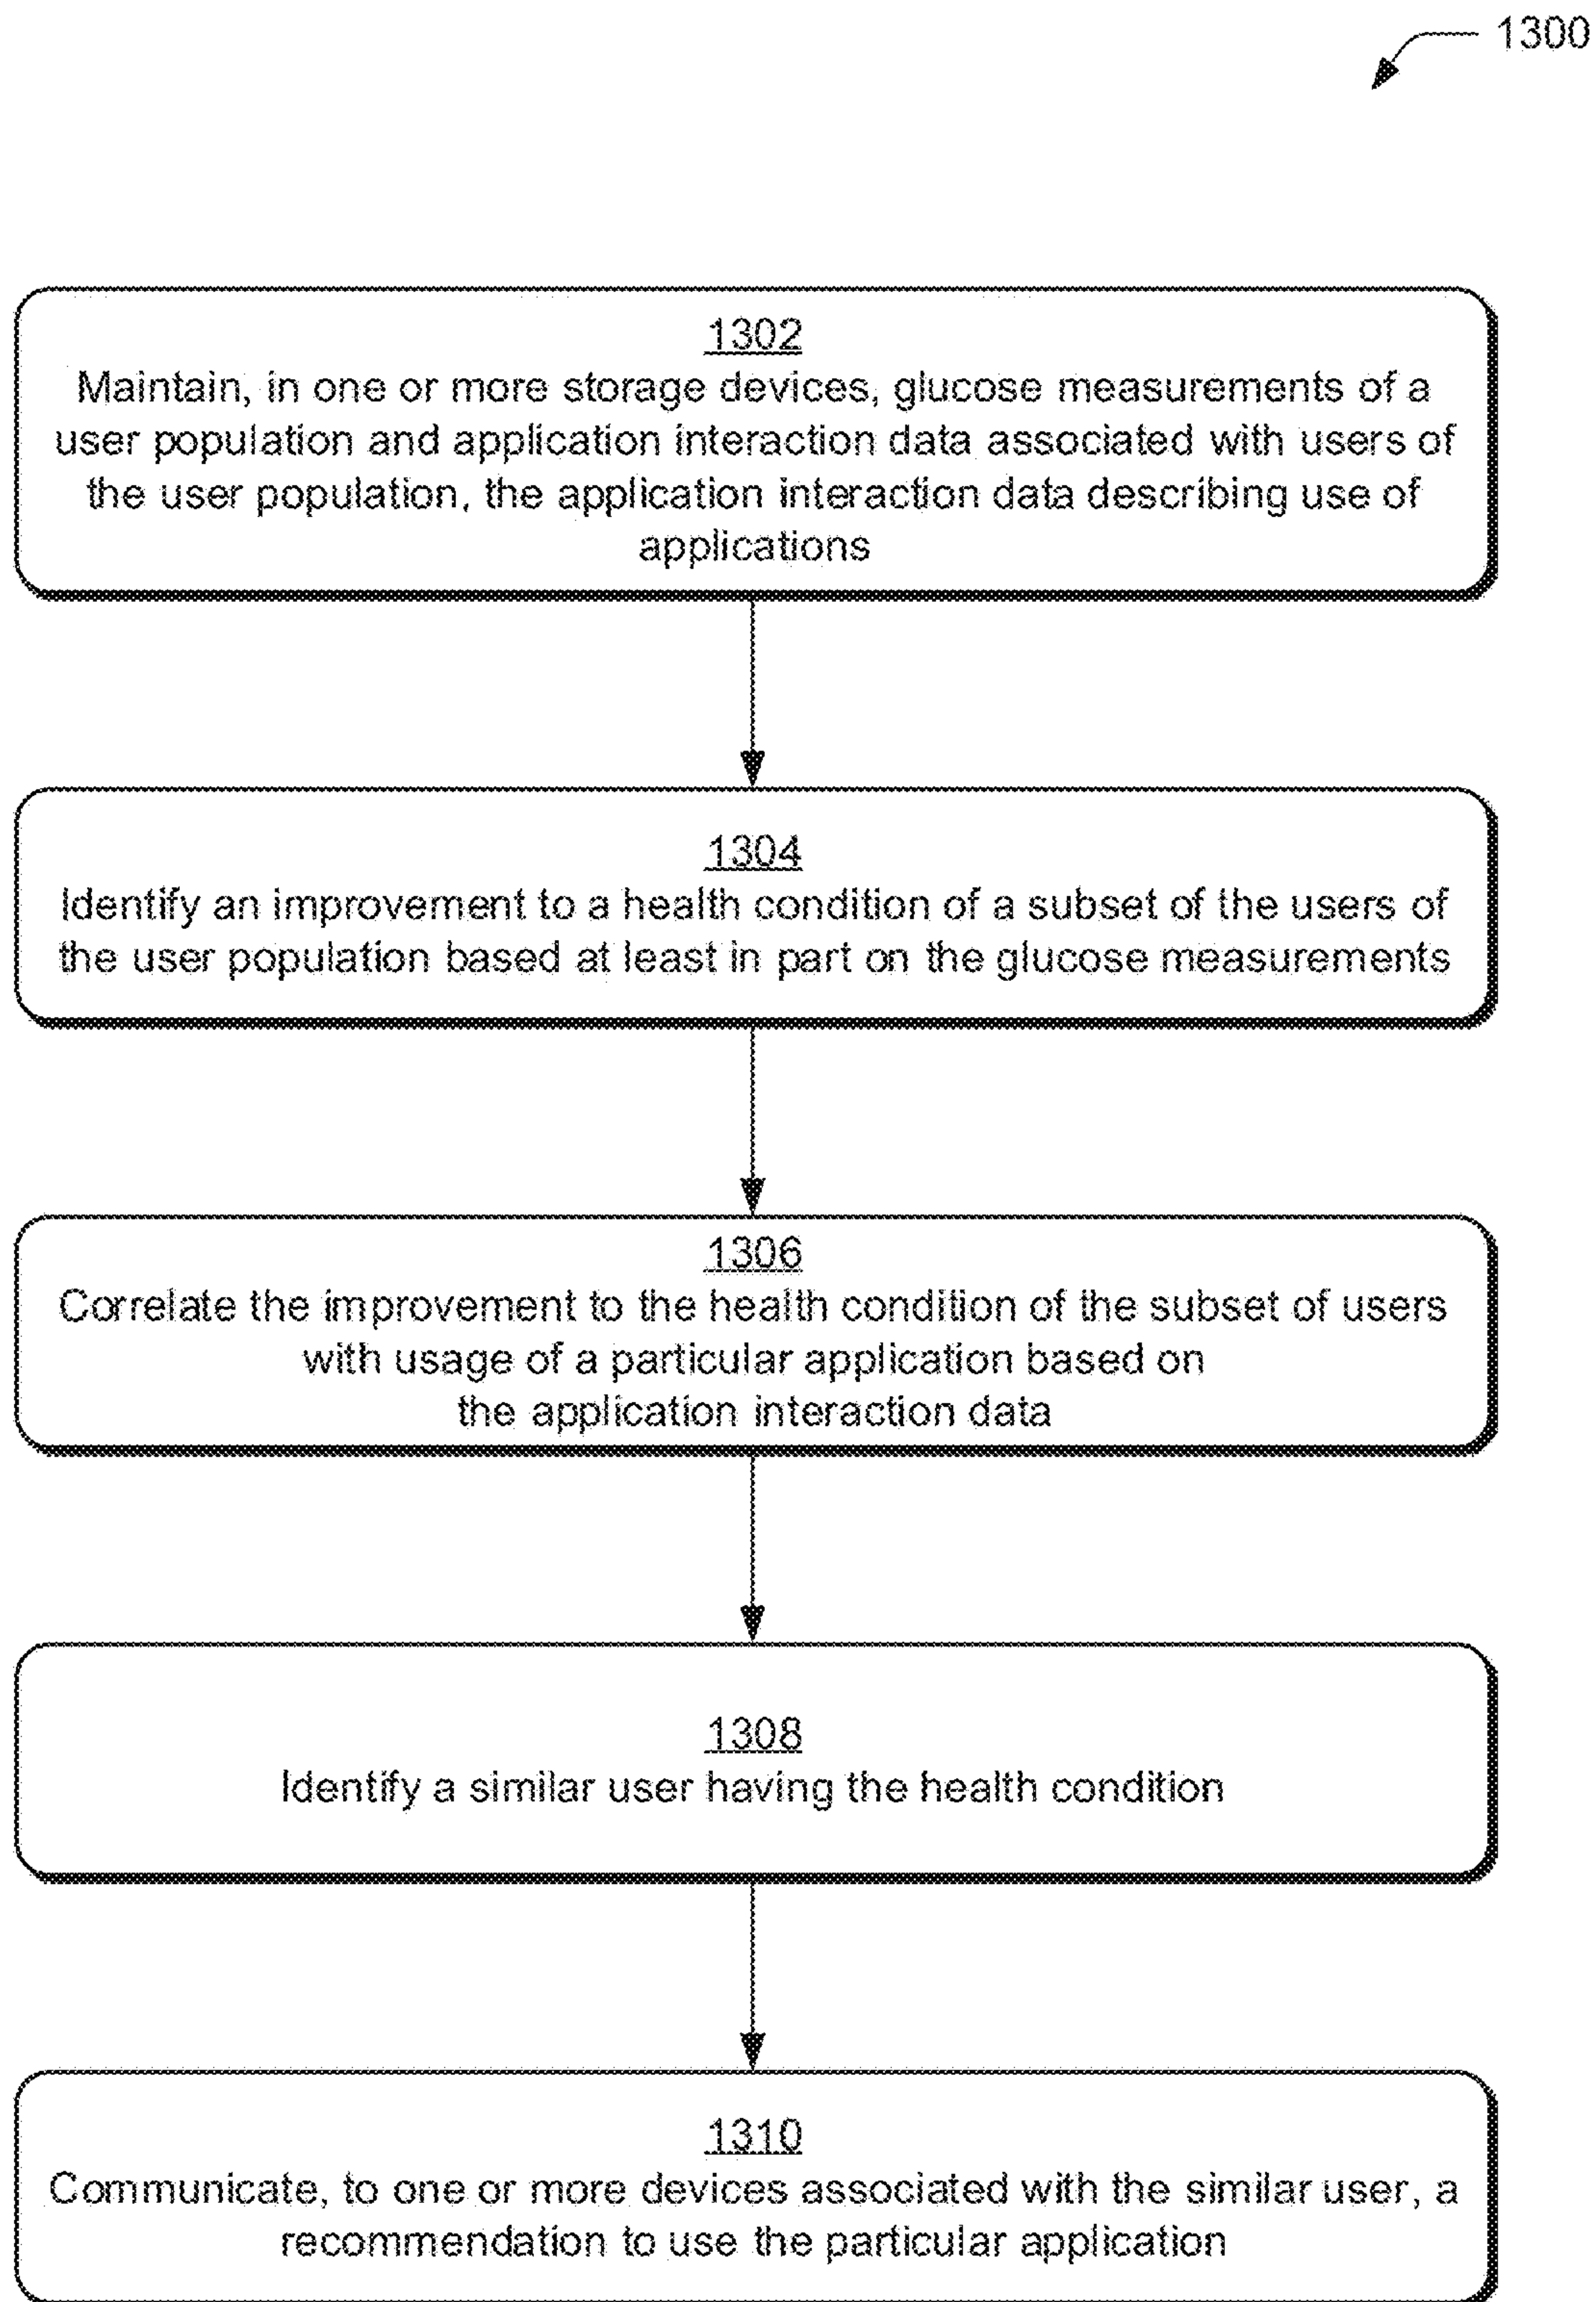 1300
1302
Maintain, in one or more storage devices, glucose measurements of a
user population and application interaction data associated with users of
the user population, the application interaction data describing use of
applications
1304
Identify an improvement to a health condition of a subset of the users of
the user population based at least in part on the glucose measurements
1306
Correlate the improvement to the health condition of the subset of users
with usage of a particular application based on
the application interaction data
1308
Identify a similar user having the health condition
1310
Communicate, to one or more devices associated with the similar user, a
recommendation to use the particular application